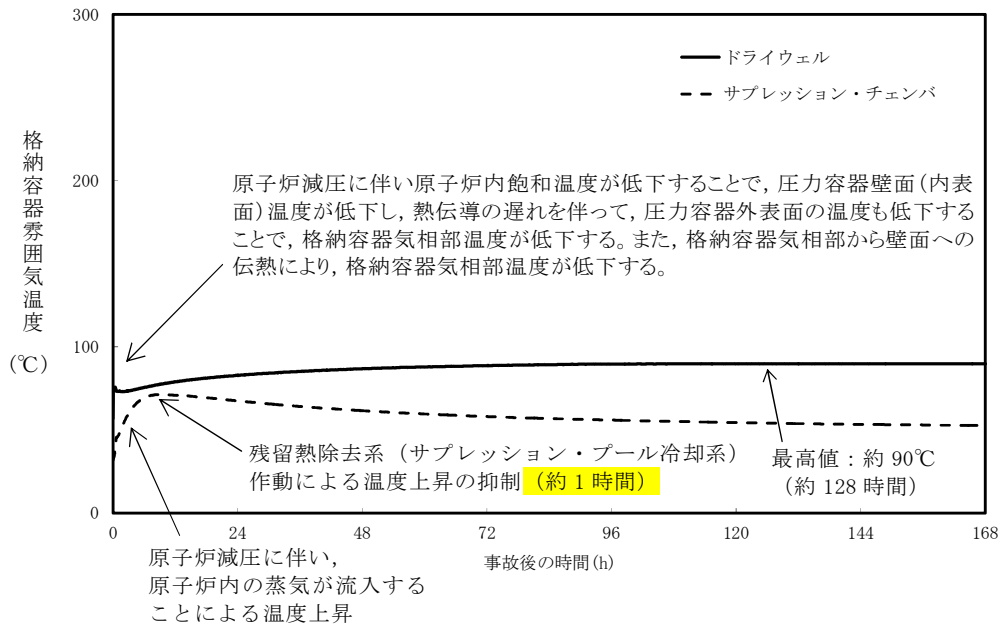 300
ドライウェル
サプレッション・チェンバ
格納容器雰囲気温度
(℃)
200
原子炉減圧に伴い原子炉内飽和温度が低下することで，圧力容器壁面（内表
面）温度が低下し，熱伝導の遅れを伴って，圧力容器外表面の温度も低下する
ことで，格納容器気相部温度が低下する。また，格納容器気相部から壁面への
伝熱により，格納容器気相部温度が低下する。
100
残留熱除去系（サプレッション・プール冷却系）
作動による温度上昇の抑制（約 1 時間）
最高値：約 90℃
（約 128 時間）
0
0 24 48 72 96 120 144 168
事故後の時間(h)
原子炉減圧に伴い，
原子炉内の蒸気が流入する
ことによる温度上昇